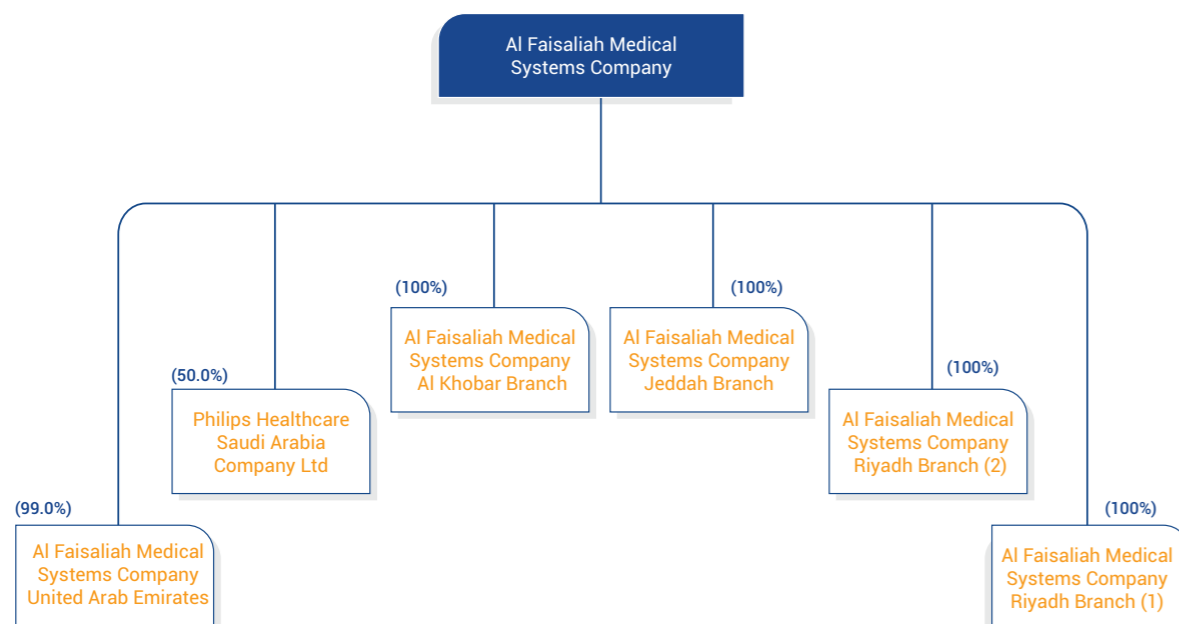 Al Faisaliah Medical
Systems Company
(100%)
Al Faisaliah Medical
Systems Company
Al Khobar Branch
(100%)
Al Faisaliah Medical
Systems Company
Jeddah Branch
(50.0%)
Philips Healthcare
Saudi Arabia
Company Ltd
(100%)
Al Faisaliah Medical
Systems Company
Riyadh Branch (2)
(99.0%)
Al Faisaliah Medical
Systems Company
United Arab Emirates
(100%)
Al Faisaliah Medical
Systems Company
Riyadh Branch (1)